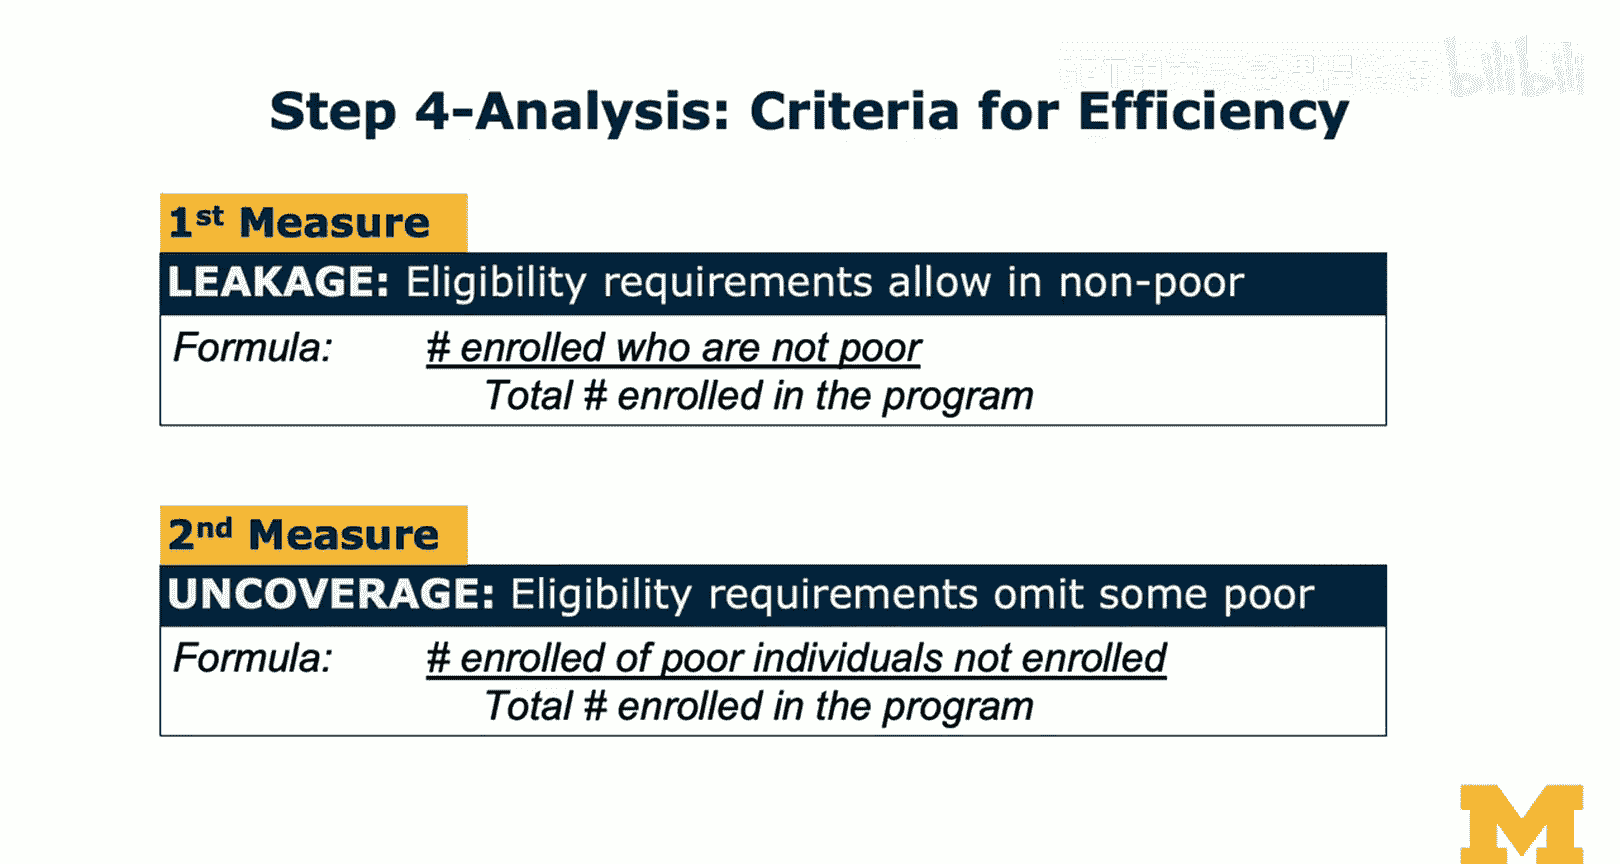 bilibili
Step 4-Analysis: Criteria for Efficiency
1st Measure
LEAKAGE: Eligibility requirements allow in non-poor
Formula: # enrolled who are not poor
Total # enrolled in the program
2nd Measure
UNCOVERAGE: Eligibility requirements omit some poor
Formula: # enrolled of poor individuals not enrolled
Total # enrolled in the program
M